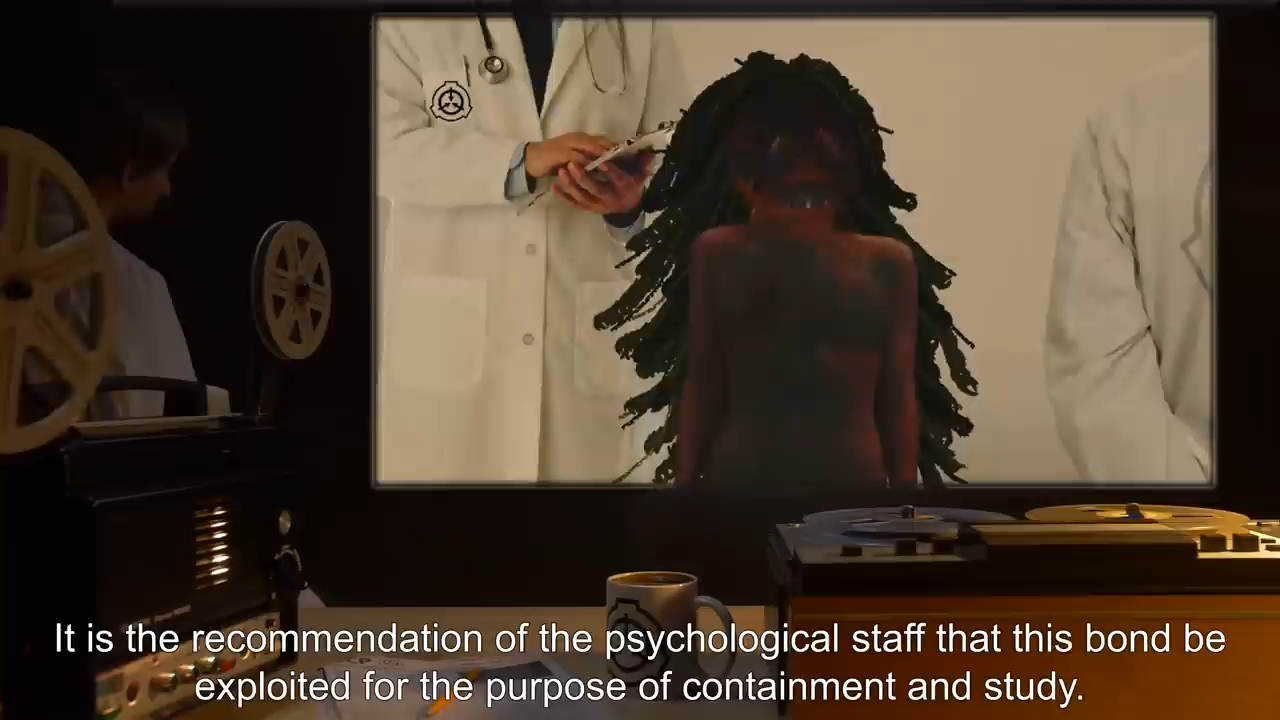 It is the recommendation of the psychological staff that this bond be
exploited for the purpose of containment and study.